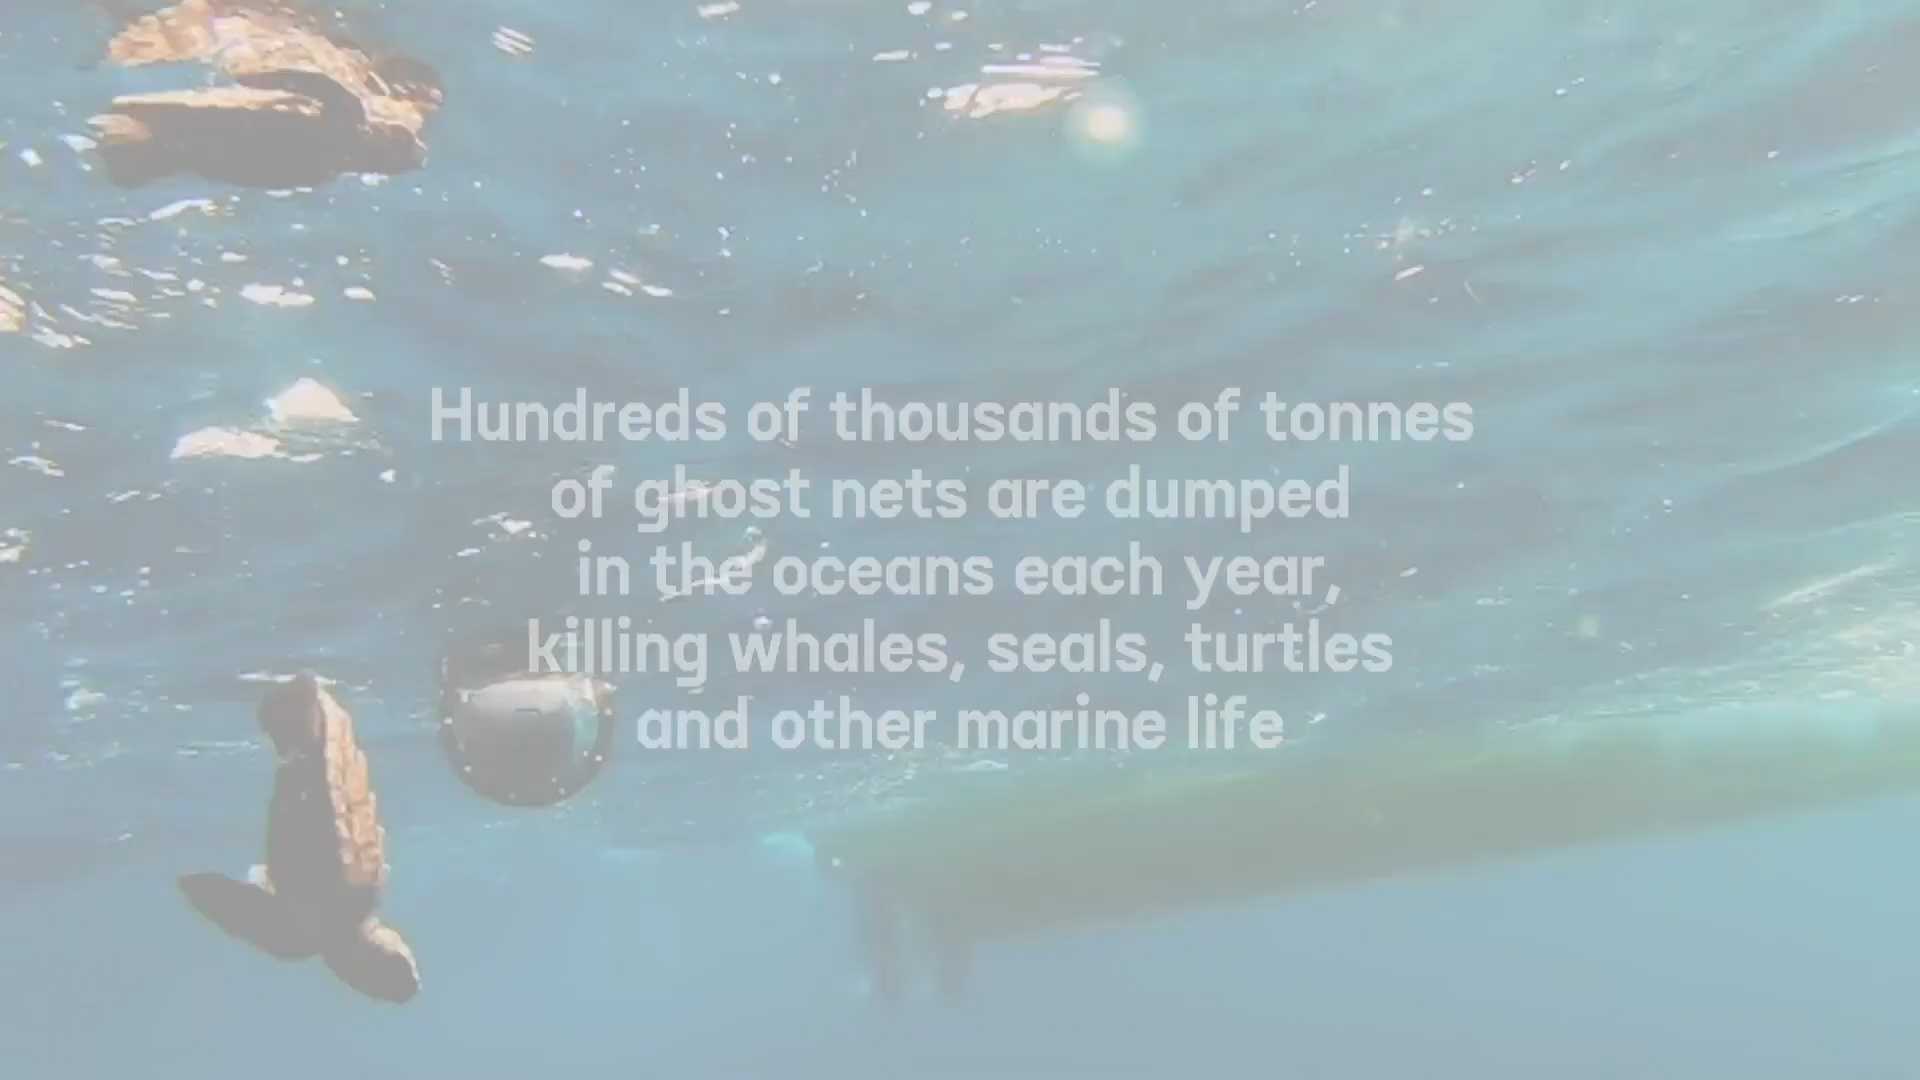 Hundreds of thousands of tonnes
of ghost nets are dumped
in the oceans each year,
killing whales, seals, turtles
and other marine life